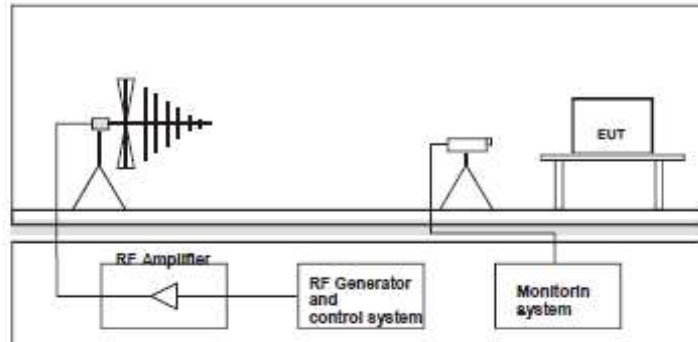 EUT
RF Amplifier
RF Generator
and
control system
Monitorin
system